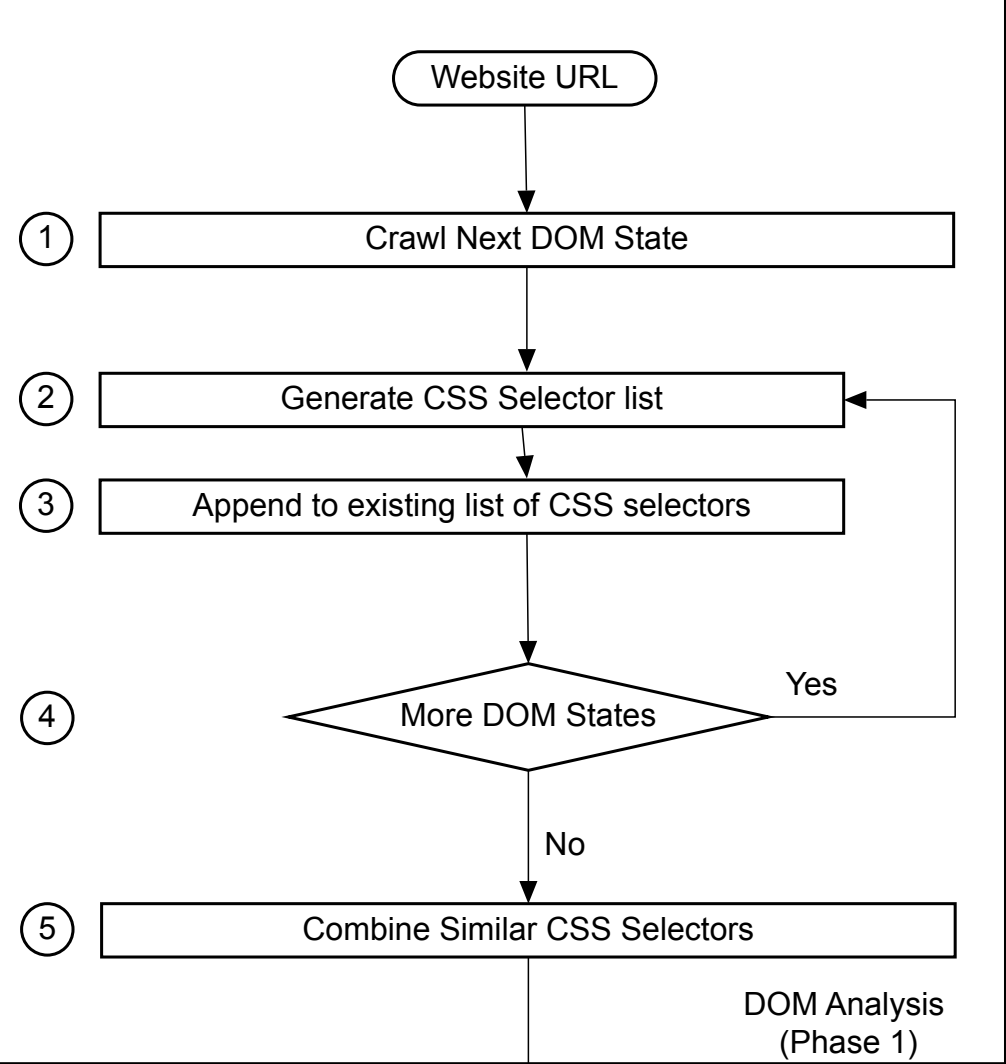 Website URL
1
Crawl Next DOM State
2
Generate CSS Selector list
3
Append to existing list of CSS selectors
4
More DOM States
Yes
No
5
Combine Similar CSS Selectors
DOM Analysis
(Phase 1)